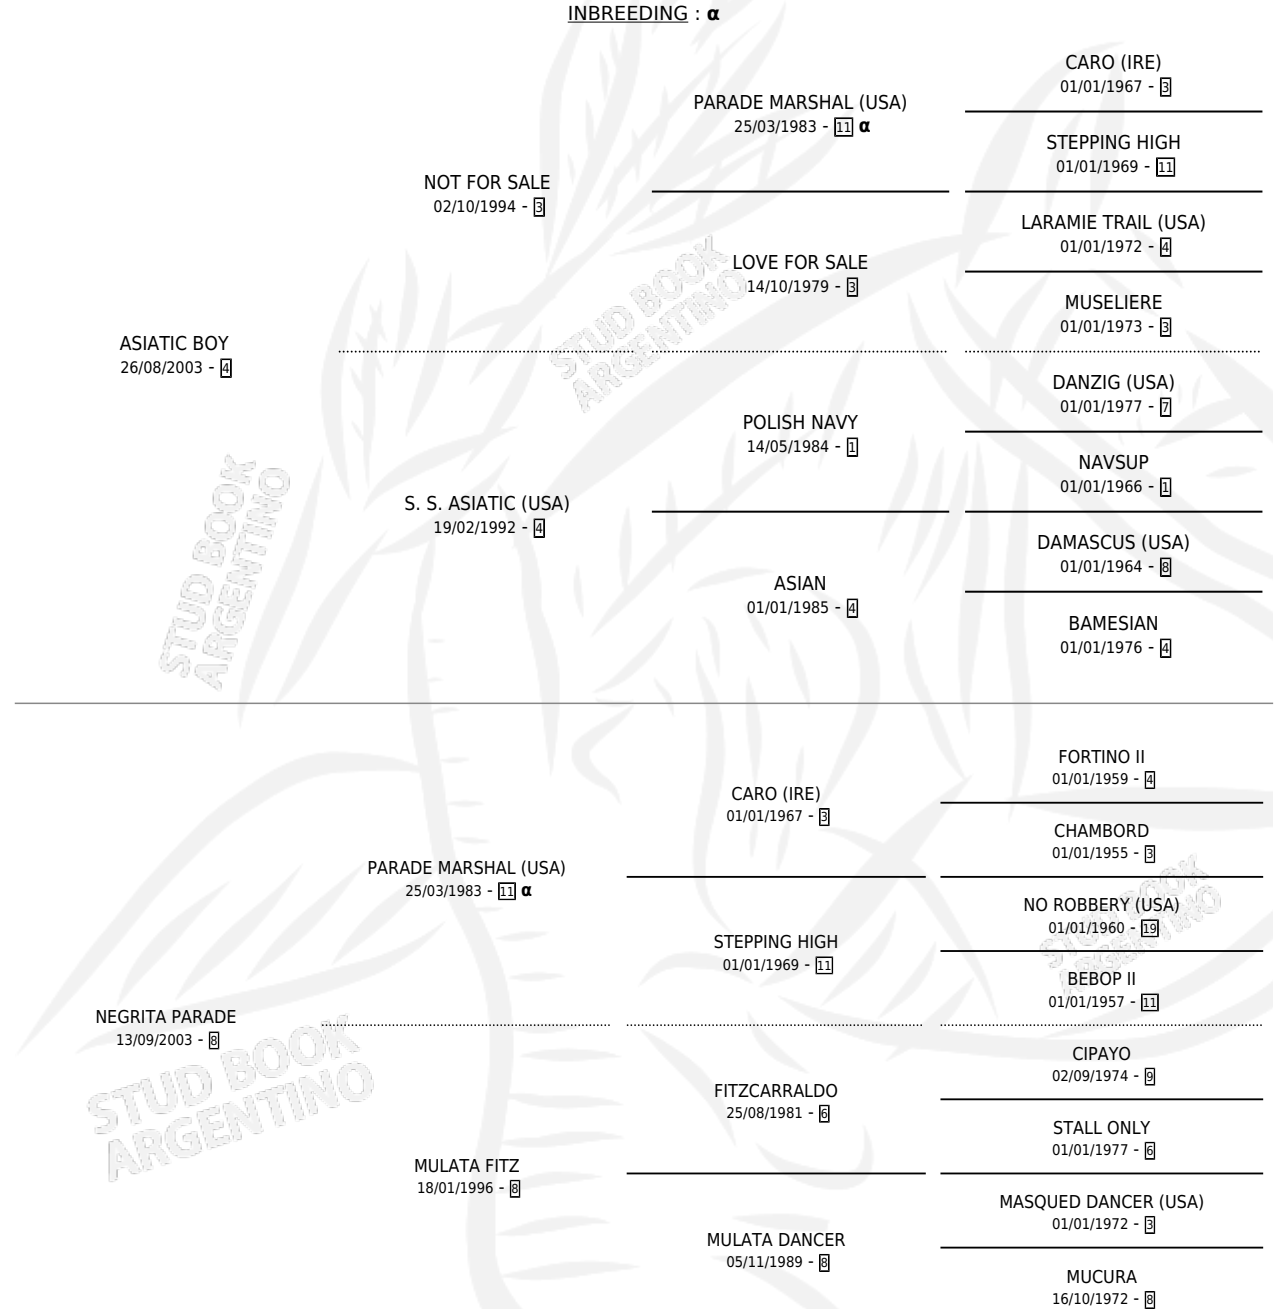 INBREEDING : α
CARO (IRE)
01/01/1967 - 3
PARADE MARSHAL (USA)
25/03/1983 - 11 α
STEPPING HIGH
01/01/1969 - 11
NOT FOR SALE
02/10/1994 - 3
LARAMIE TRAIL (USA)
01/01/1972 - 4
LOVE FOR SALE
14/10/1979 - 3
MUSELIERE
01/01/1973 - 3
ASIATIC BOY
26/08/2003 - 4
DANZIG (USA)
01/01/1977 - 7
POLISH NAVY
14/05/1984 - 1
NAVSUP
01/01/1966 - 1
S. S. ASIATIC (USA)
19/02/1992 - 4
DAMASCUS (USA)
01/01/1964 - 8
ASIAN
01/01/1985 - 4
BAMESIAN
01/01/1976 - 4
STUD BOOK
ARGENTINO
STUD BOOK
ARGENTINO
FORTINO II
01/01/1959 - 4
CARO (IRE)
01/01/1967 - 3
CHAMBORD
01/01/1955 - 3
PARADE MARSHAL (USA)
25/03/1983 - 11 α
NO ROBBERY (USA)
01/01/1960 - 19
STEPPING HIGH
01/01/1969 - 11
BEBOP II
01/01/1957 - 11
NEGRITA PARADE
13/09/2003 - 8
CIPAYO
02/09/1974 - 9
FITZCARRALDO
25/08/1981 - 6
STALL ONLY
01/01/1977 - 6
MULATA FITZ
18/01/1996 - 8
MASQUED DANCER (USA)
01/01/1972 - 3
MULATA DANCER
05/11/1989 - 8
MUCURA
16/10/1972 - 8
STUD BOOK
ARGENTINO
STUD BOOK
ARGENTINO